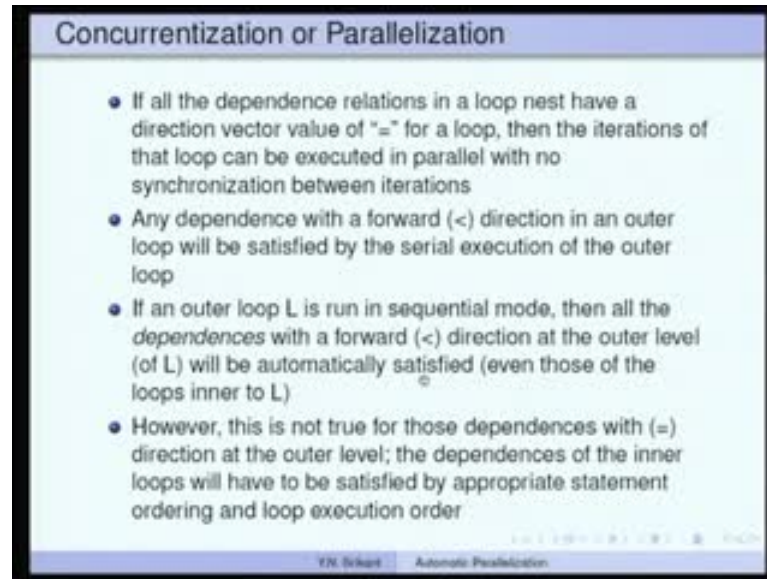 Concurrentization or Parallelization
If all the dependence relations in a loop nest have a
direction vector value of "=" for a loop, then the iterations of
that loop can be executed in parallel with no
synchronization between iterations
Any dependence with a forward (<) direction in an outer
loop will be satisfied by the serial execution of the outer
loop
If an outer loop L is run in sequential mode, then all the
dependences with a forward (<) direction at the outer level
(of L) will be automatically satisfied (even those of the
loops inner to L)
However, this is not true for those dependences with (=)
direction at the outer level; the dependences of the inner
loops will have to be satisfied by appropriate statement
ordering and loop execution order
Y.N. Srikant Automatic Parallelization